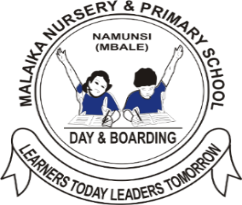 MALAIKA NURSERY & PRIMARY SCHOOL
NAMUNSI
(MBALE)
DAY & BOARDING
LEARNERS TODAY LEADERS TOMORROW